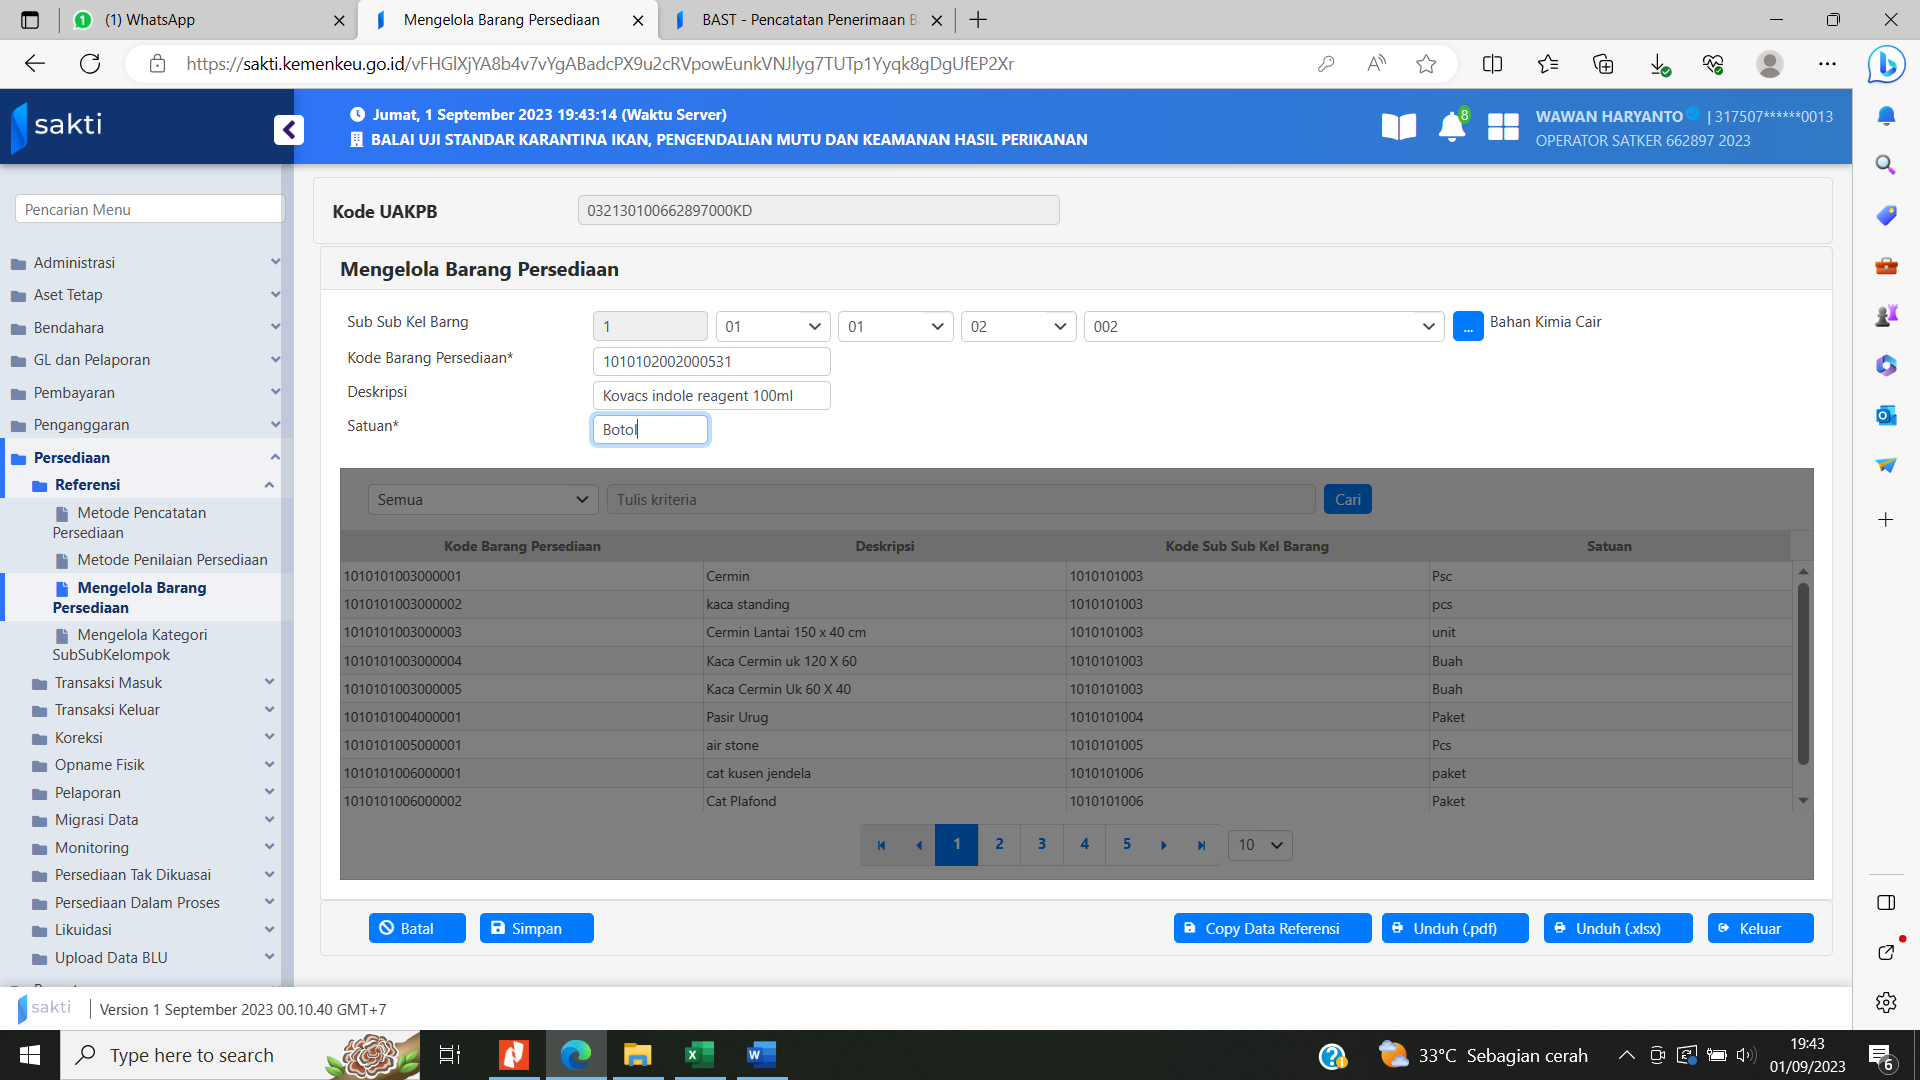 (1) WhatsApp
Mengelola Barang Persediaan
BAST - Pencatatan Penerimaan B
https://sakti.kemenkeu.go.id/vFHGlXjYA8b4v7vYgABadcPX9u2cRVpowEunkVNJlyg7TUTp1Yyqk8gDgUfEP2Xr
sakti
Jumat, 1 September 2023 19:43:14 (Waktu Server)
BALAI UJI STANDAR KARANTINA IKAN, PENGENDALIAN MUTU DAN KEAMANAN HASIL PERIKANAN
8
WAWAN HARYANTO | 317507******0013
OPERATOR SATKER 662897 2023
Pencarian Menu
Administrasi
Aset Tetap
Bendahara
GL dan Pelaporan
Pembayaran
Penganggaran
Persediaan
Referensi
Metode Pencatatan
Persediaan
Metode Penilaian Persediaan
Mengelola Barang
Persediaan
Mengelola Kategori
SubSubKelompok
Transaksi Masuk
Transaksi Keluar
Koreksi
Opname Fisik
Pelaporan
Migrasi Data
Monitoring
Persediaan Tak Dikuasai
Persediaan Dalam Proses
Likuidasi
Upload Data BLU
Kode UAKPB
032130100662897000KD
Mengelola Barang Persediaan
Sub Sub Kel Barng 1 01 01 02 002 ... Bahan Kimia Cair
Kode Barang Persediaan* 1010102002000531
Deskripsi Kovacs indole reagent 100ml
Satuan* Botol
Semua Tulis kriteria Cari
Kode Barang Persediaan Deskripsi Kode Sub Sub Kel Barang Satuan
1010101003000001 Cermin 1010101003 Psc
1010101003000002 kaca standing 1010101003 pcs
1010101003000003 Cermin Lantai 150 x 40 cm 1010101003 unit
1010101003000004 Kaca Cermin uk 120 X 60 1010101003 Buah
1010101003000005 Kaca Cermin Uk 60 X 40 1010101003 Buah
1010101004000001 Pasir Urug 1010101004 Paket
1010101005000001 air stone 1010101005 Pcs
1010101006000001 cat kusen jendela 1010101006 paket
1010101006000002 Cat Plafond 1010101006 Paket
1 2 3 4 5 10
Batal Simpan Copy Data Referensi Unduh (.pdf) Unduh (.xlsx) Keluar
sakti Version 1 September 2023 00.10.40 GMT+7
Type here to search
33°C Sebagian cerah
19:43
01/09/2023
6